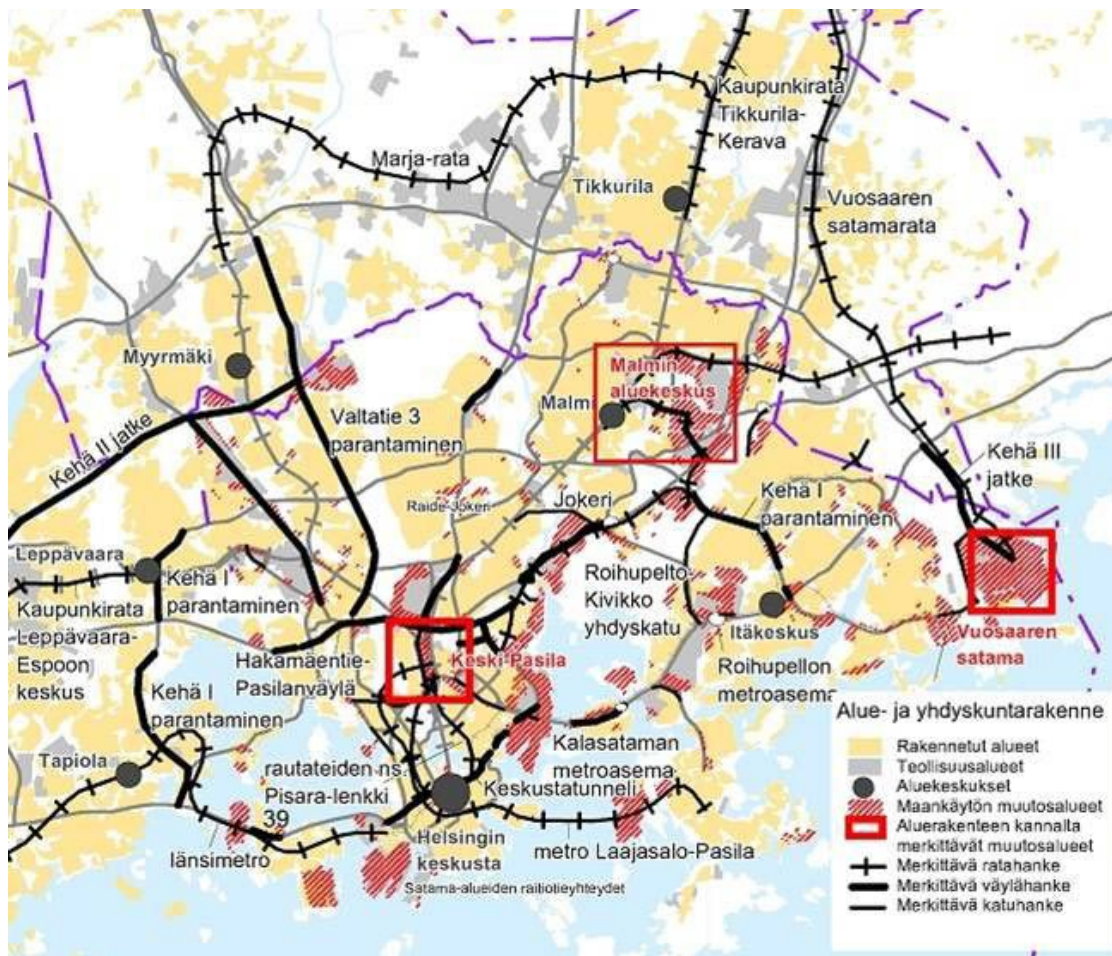 Kaupunkirata
Tikkurila-
Kerava
Marja-rata
Tikkurila
Vuosaaren
satamarata
Myyrmäki
Malmin
aluekeskus
Malmi
Valtatie 3
parantaminen
Kehä II jatke
Kehä III
jatke
Raide-Jokeri
Jokeri
Kehä I
parantaminen
Leppävaara
Kehä I
parantaminen
Kaupunkirata
Leppävaara-
Espoon
keskus
Roihupelto-
Kivikko
yhdyskatu
Itäkeskus
Vuosaaren
satama
Hakamäentie-
Pasilanväylä
Keski-Pasila
Roihupellon
metroasema
Kehä I
parantaminen
Tapiola
rautateiden ns.
Pisara-lenkki
Kalasataman
metroasema
Keskustatunneli
39
länsimetro
Helsingin
keskusta
metro Laajasalo-Pasila
Satama-alueiden raitiotieyhteydet
Alue- ja yhdyskuntarakenne
Rakennetut alueet
Teollisuusalueet
Aluekeskukset
Maankäytön muutosalueet
Aluerakenteen kannalta
merkittävät muutosalueet
Merkittävä ratahanke
Merkittävä väylähanke
Merkittävä katuhanke